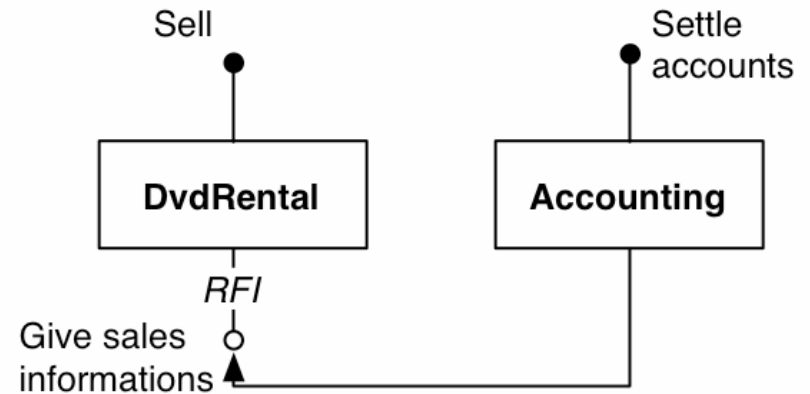 Sell
Settle
accounts
DvdRental
Accounting
RFI
Give sales
informations